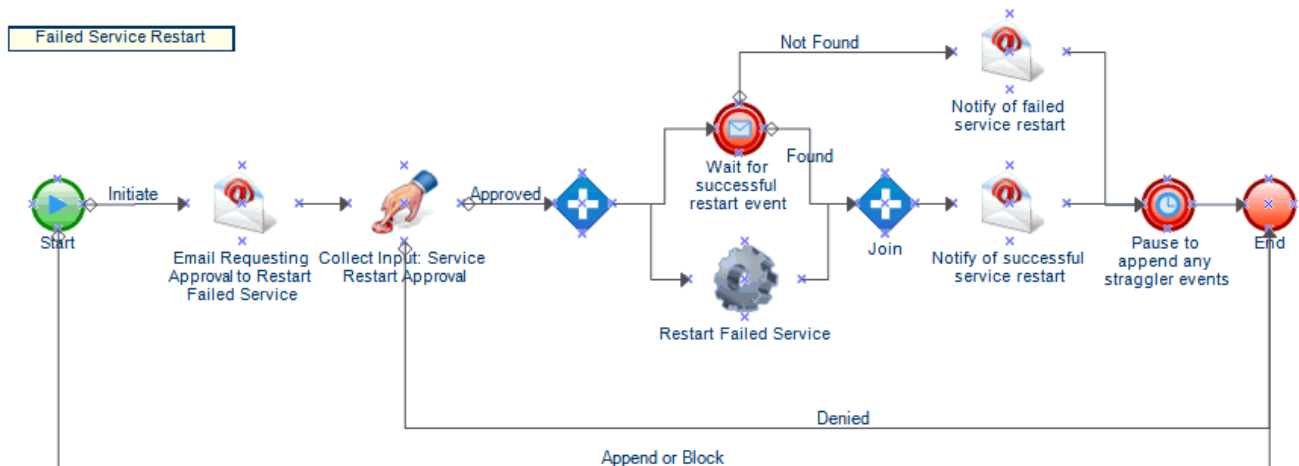 Failed Service Restart
Not Found
Notify of failed
service restart
Wait for
successful
restart event
Found
Initiate
Approved
Start
Email Requesting
Approval to Restart
Failed Service
Collect Input: Service
Restart Approval
Join
Notify of successful
service restart
Pause to
append any
straggler events
End
Restart Failed Service
Denied
Append or Block